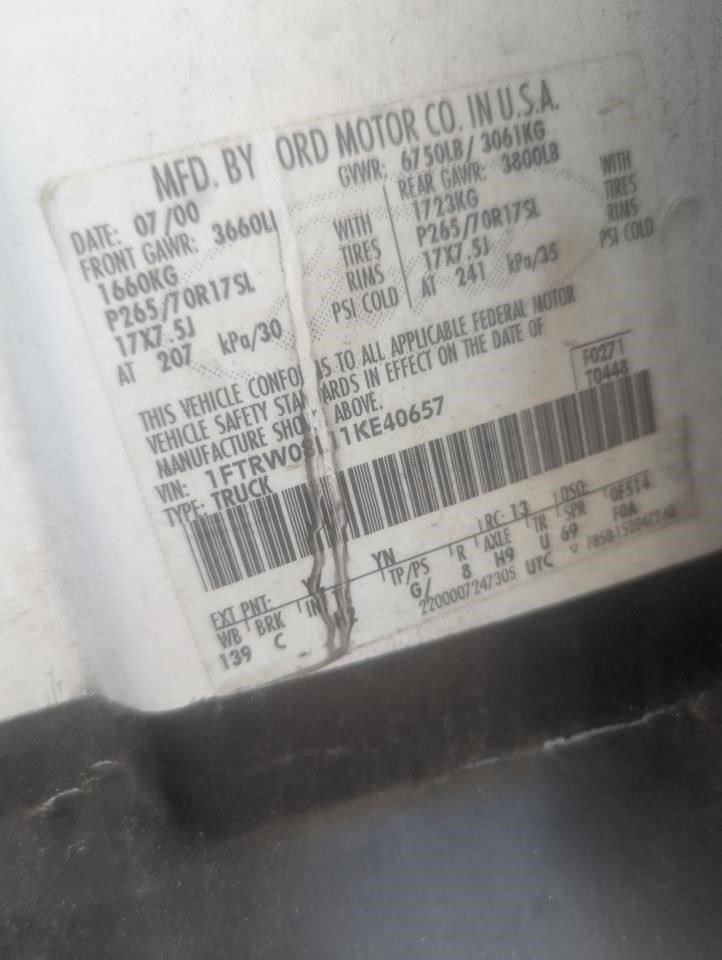 MFD. BY ORD MOTOR CO. IN U.S.A.
DATE: 07/00 GVWR: 6750LB/ 3061KG
FRONT GAWR: 3660L REAR GAWR: 3800LB
1660KG WITH 1723KG WITH
P265/70R17SL TIRES P265/70R17SL TIRES
17X7.5J RIMS 17X7.5J RIMS
AT 207 kPa/30 PSI COLD AT 241 kPa/35 PSI COLD
THIS VEHICLE CONFO S TO ALL APPLICABLE FEDERAL MOTOR
VEHICLE SAFETY STA ARDS IN EFFECT ON THE DATE OF
MANUFACTURE SHO ABOVE.
F0271
T0448
VIN: 1FTRW0 11KE40657
TYPE: TRUCK
EXT PNT: YN RC: 13 DSO:
WB BRK INT TP/PS R AXLE TR SPR 0F514
139 C H2 G/ 8 H9 U 69 FOA
2200007247305 UTC